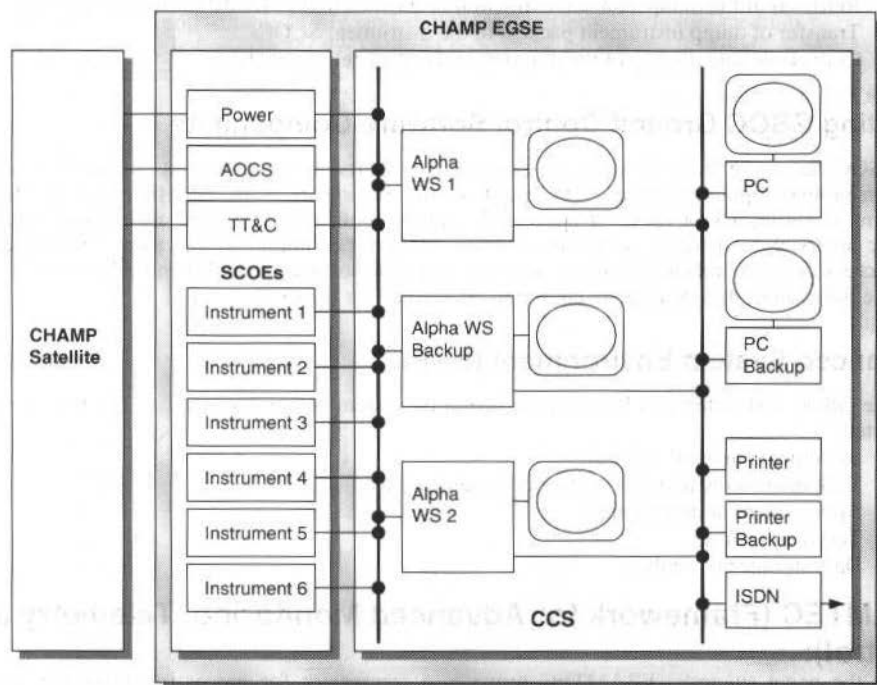 CHAMP EGSE
CHAMP
Satellite
Power
AOCS
TT&C
SCOEs
Instrument 1
Instrument 2
Instrument 3
Instrument 4
Instrument 5
Instrument 6
Alpha
WS 1
Alpha WS
Backup
Alpha
WS 2
CCS
PC
PC
Backup
Printer
Printer
Backup
ISDN